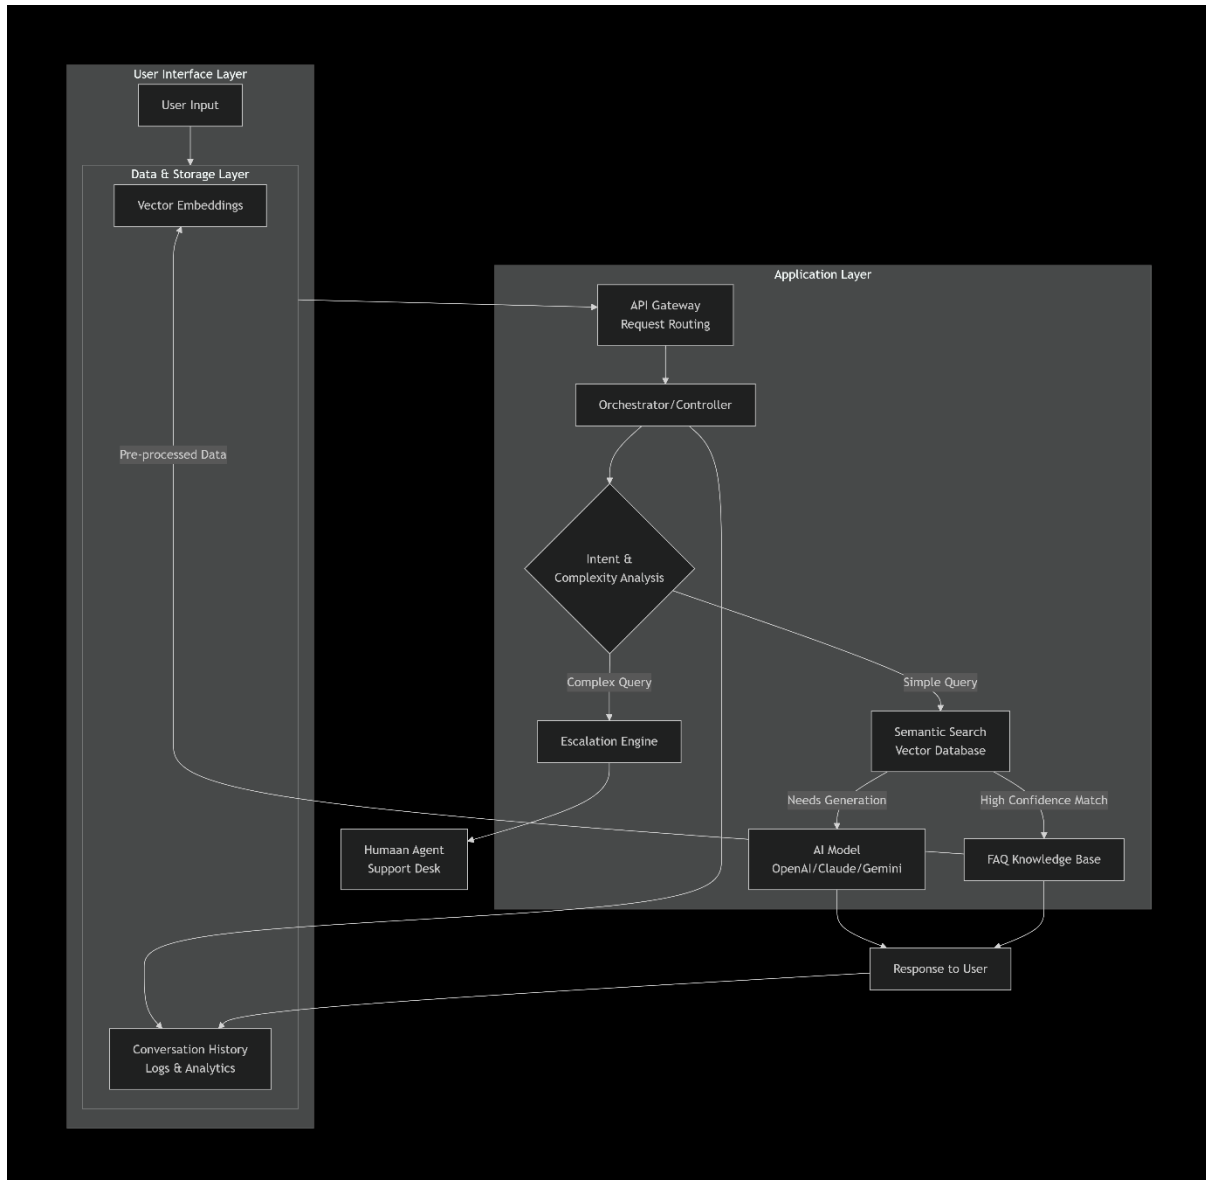 User Interface Layer
User Input
Data & Storage Layer
Vector Embeddings
Application Layer
API Gateway
Request Routing
Orchestrator/Controller
Pre-processed Data
Intent &
Complexity Analysis
Complex Query
Simple Query
Escalation Engine
Semantic Search
Vector Database
Needs Generation
High Confidence Match
Humaan Agent
Support Desk
AI Model
OpenAI/Claude/Gemini
FAQ Knowledge Base
Response to User
Conversation History
Logs & Analytics